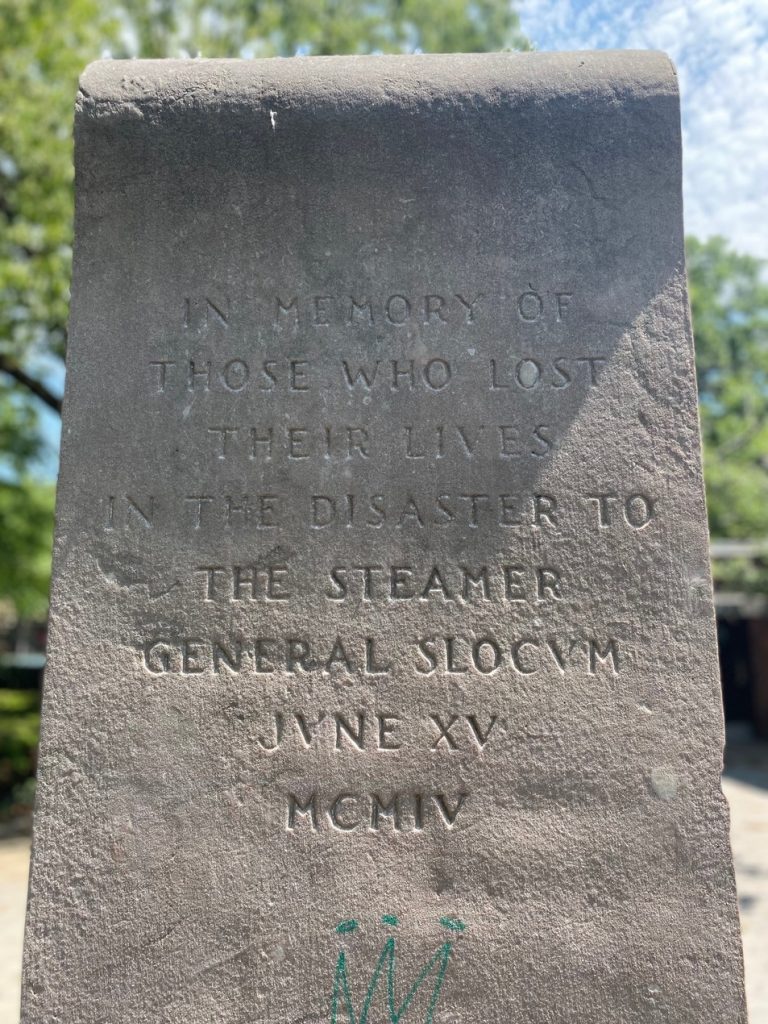 IN MEMORY OF
THOSE WHO LOST
THEIR LIVES
IN THE DISASTER TO
THE STEAMER
GENERAL SLOCVM
JVNE XV
MCMIV